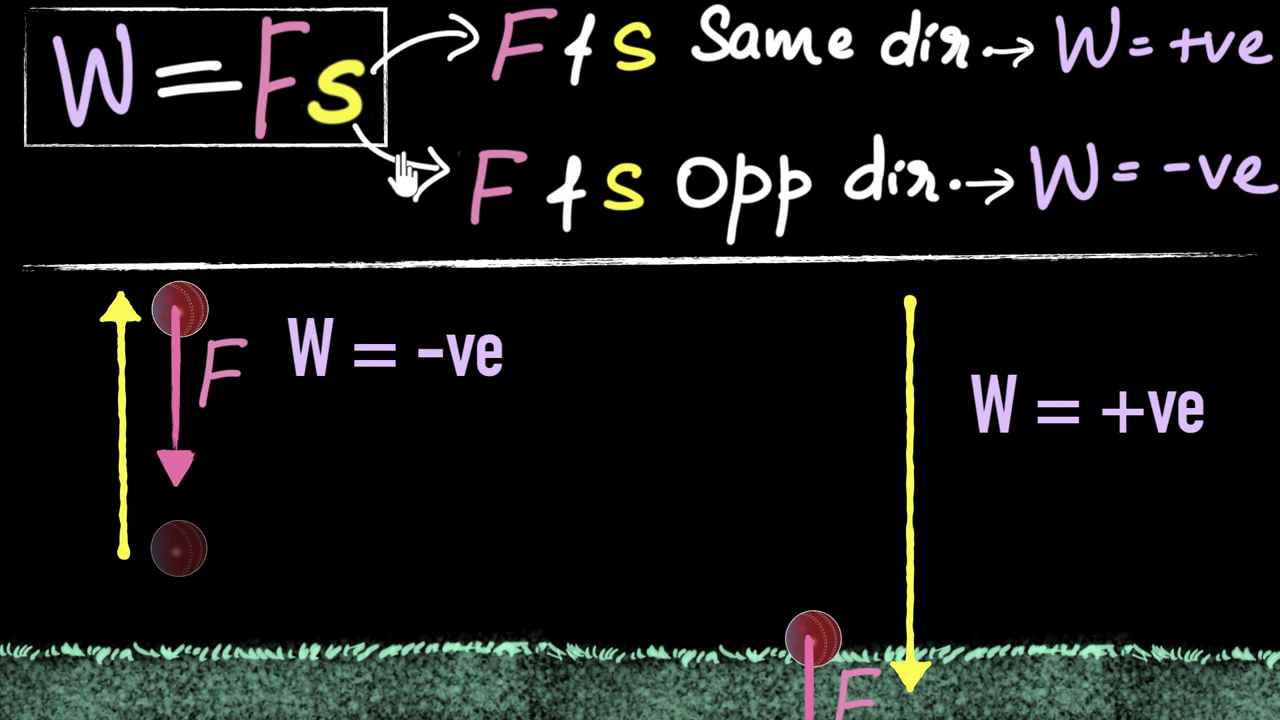 W = Fs
F & s Same dir. → W = +ve
F & s Opp dir. → W = -ve
F
W = -ve
W = +ve
F